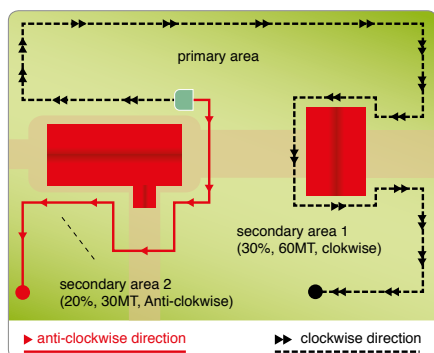 primary area
secondary area 1
(30%, 60MT, clokwise)
secondary area 2
(20%, 30MT, Anti-clokwise)
anti-clockwise direction
clockwise direction